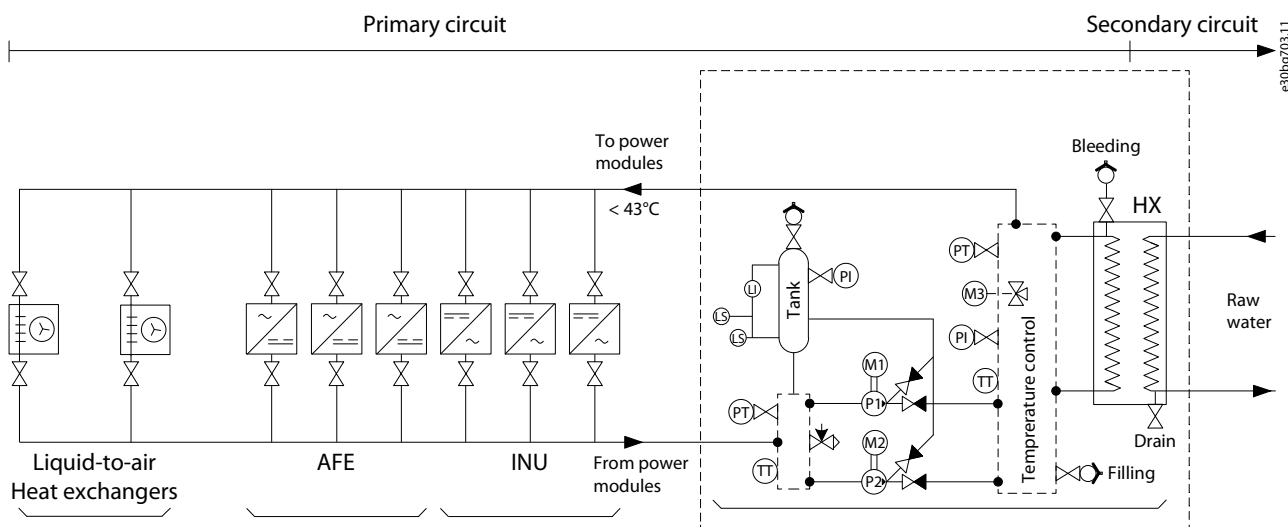 Primary circuit
Secondary circuit
e30bg703.11
To power
modules
< 43°C
Bleeding
HX
PT
LI
PI
Tank
M3
LS
LS
PI
Raw
water
M1
TT
Temprerature control
P1
PT
M2
Drain
TT
P2
Filling
Liquid-to-air
Heat exchangers
AFE
INU
From power
modules